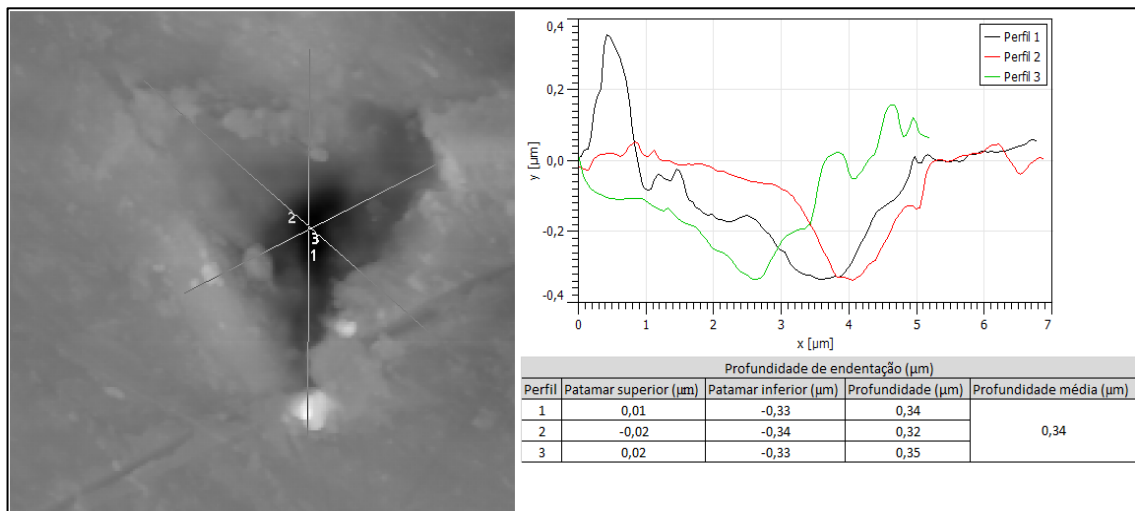 2
3
1
0,4
0,2
0,0
-0,2
-0,4
y [µm]
0 1 2 3 4 5 6 7
x [µm]
Perfil 1
Perfil 2
Perfil 3
Profundidade de endentação (µm)
Perfil Patamar superior (µm) Patamar inferior (µm) Profundidade (µm) Profundidade média (µm)
1 0,01 -0,33 0,34
2 -0,02 -0,34 0,32 0,34
3 0,02 -0,33 0,35